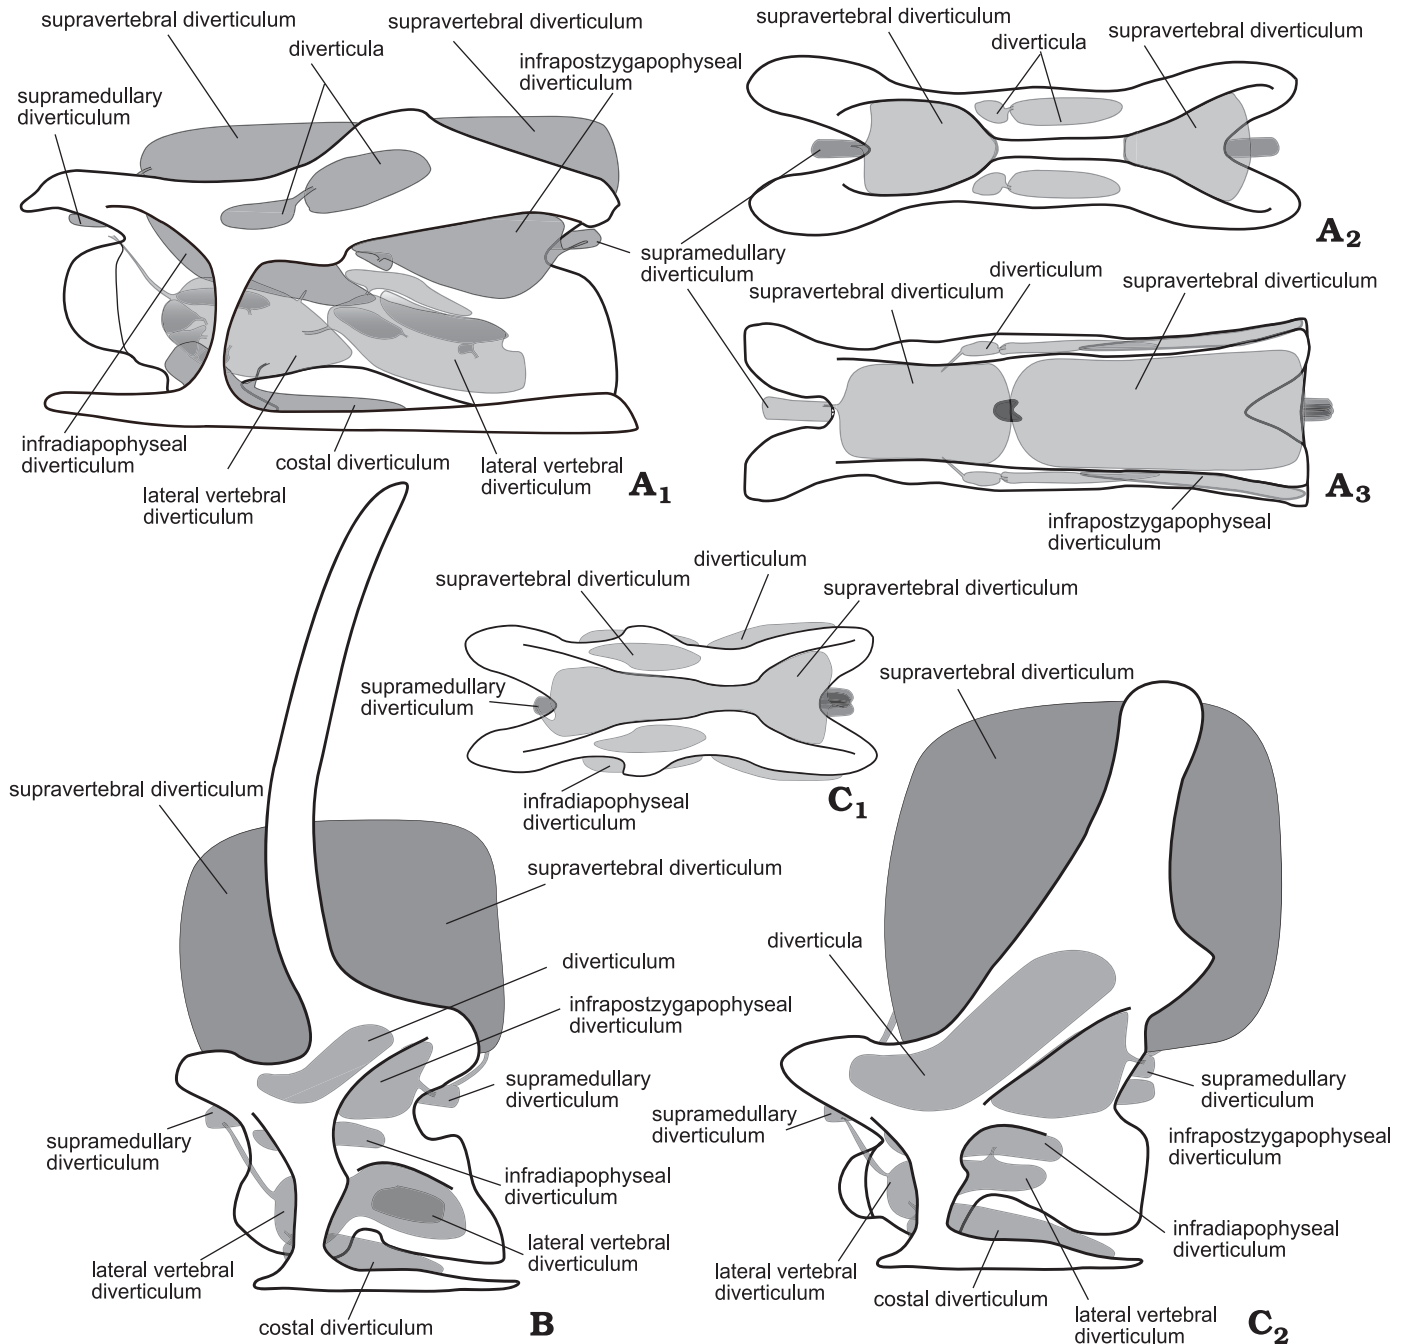 supravertebral diverticulum
supravertebral diverticulum
diverticula
infrapostzygapophyseal
diverticulum
supramedullary
diverticulum
infradiapophyseal
diverticulum
lateral vertebral
diverticulum
costal diverticulum
lateral vertebral
diverticulum
A1
supravertebral diverticulum
diverticula
supravertebral diverticulum
A2
supramedullary
diverticulum
supravertebral diverticulum
diverticulum
supravertebral diverticulum
infrapostzygapophyseal
diverticulum
A3
supravertebral diverticulum
diverticulum
supravertebral diverticulum
supramedullary
diverticulum
infradiapophyseal
diverticulum
C1
supravertebral diverticulum
supravertebral diverticulum
diverticulum
infrapostzygapophyseal
diverticulum
supramedullary
diverticulum
supramedullary
diverticulum
infradiapophyseal
diverticulum
lateral vertebral
diverticulum
lateral vertebral
diverticulum
costal diverticulum
B
supravertebral diverticulum
diverticula
supramedullary
diverticulum
supramedullary
diverticulum
infrapostzygapophyseal
diverticulum
infradiapophyseal
diverticulum
lateral vertebral
diverticulum
costal diverticulum
lateral vertebral
diverticulum
C2